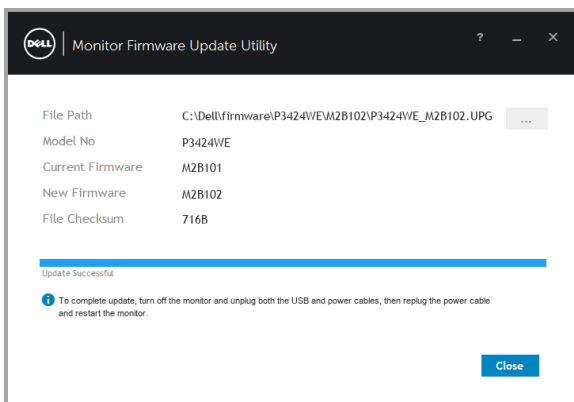 DELL Monitor Firmware Update Utility ? _ ×
File Path C:\Dell\firmware\P3424WE\M2B102\P3424WE_M2B102.UPG ...
Model No P3424WE
Current Firmware M2B101
New Firmware M2B102
File Checksum 716B
Update Successful
i To complete update, turn off the monitor and unplug both the USB and power cables, then replug the power cable
and restart the monitor.
Close